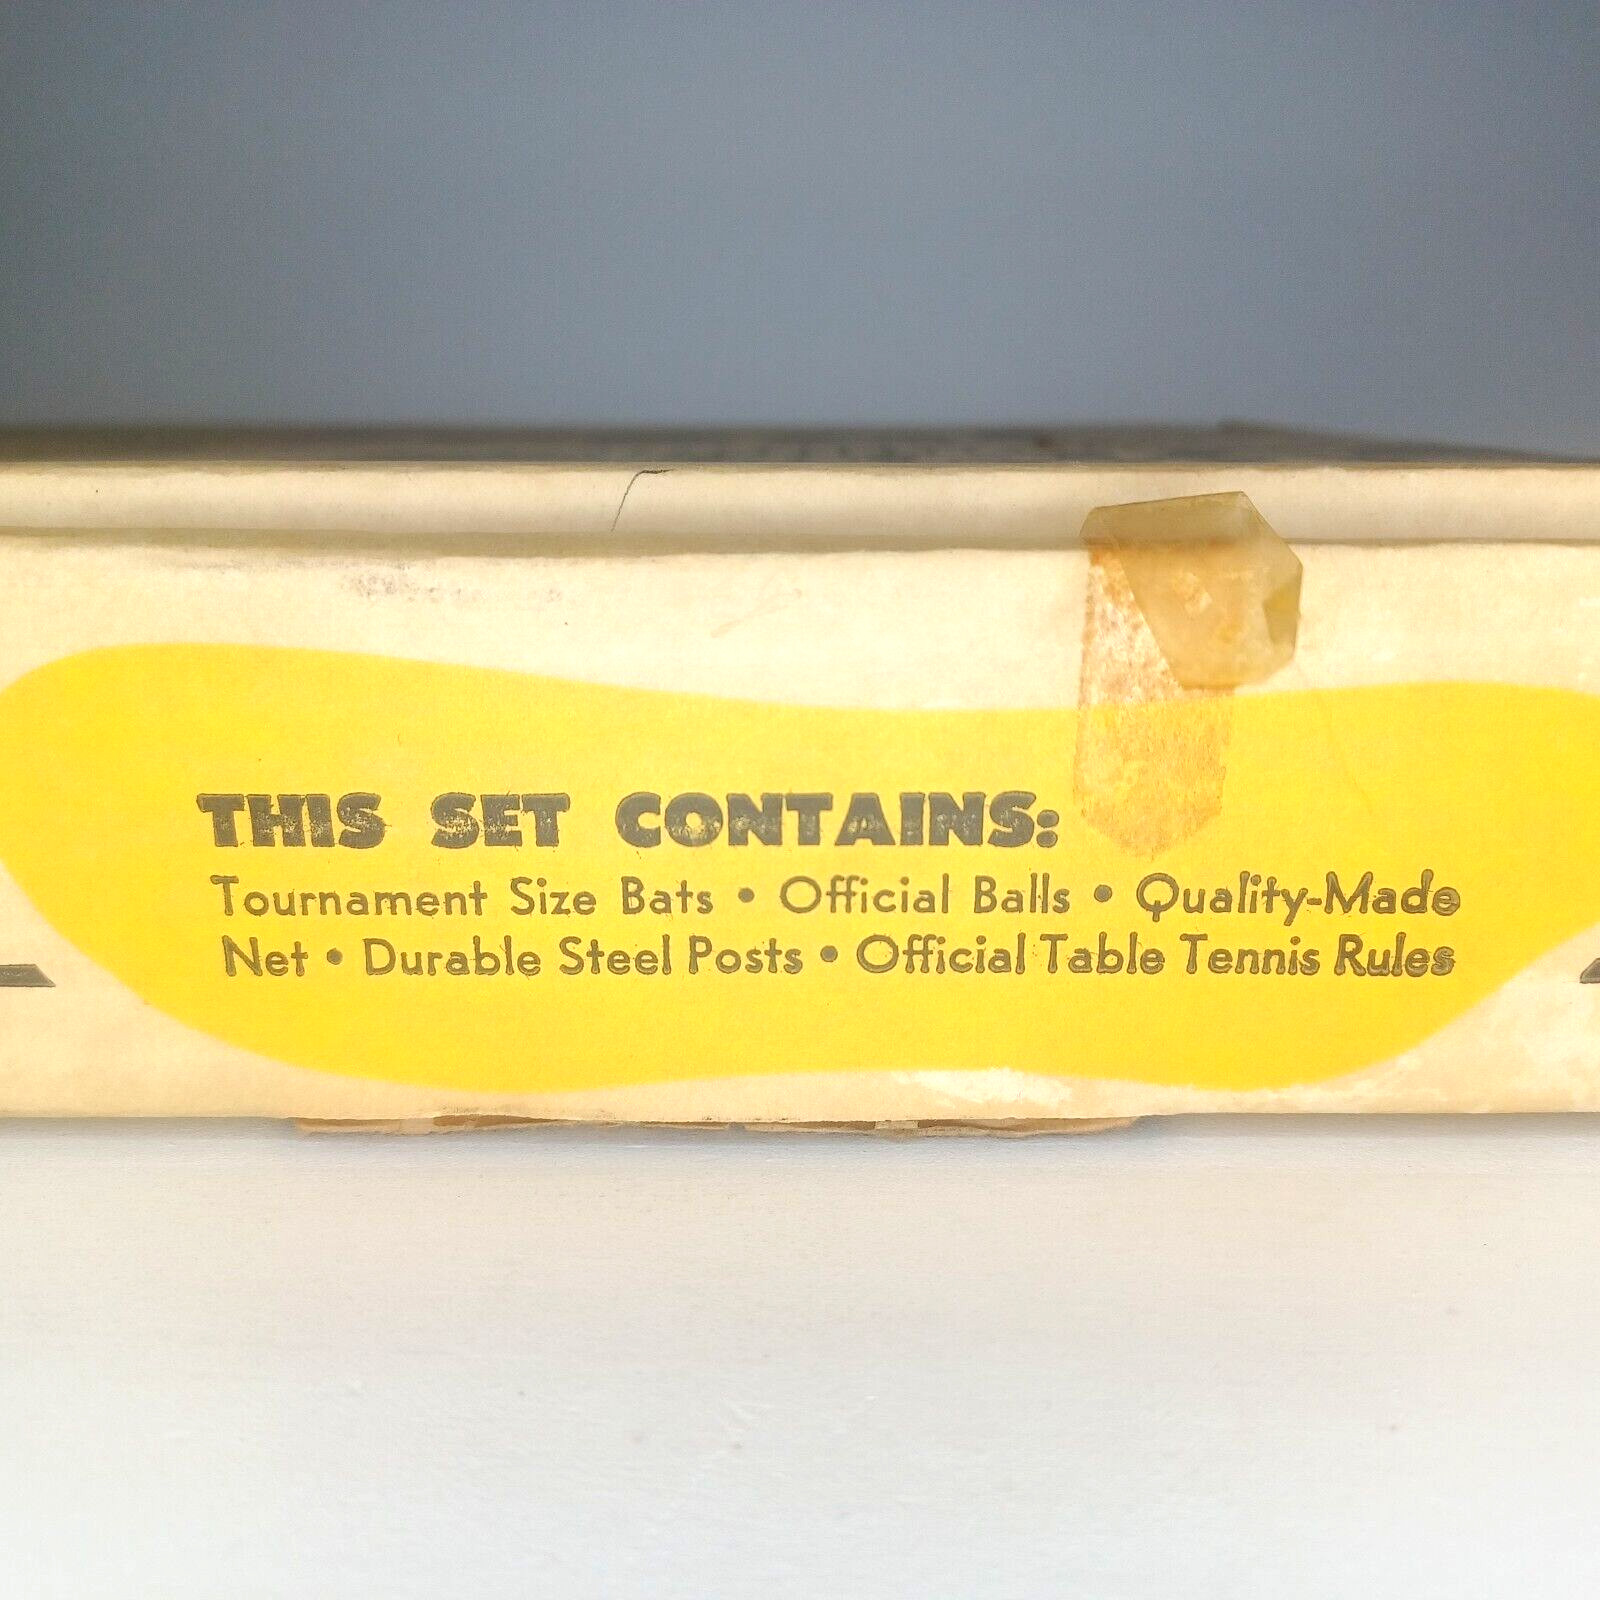 THIS SET CONTAINS:
Tournament Size Bats • Official Balls • Quality-Made
Net • Durable Steel Posts • Official Table Tennis Rules